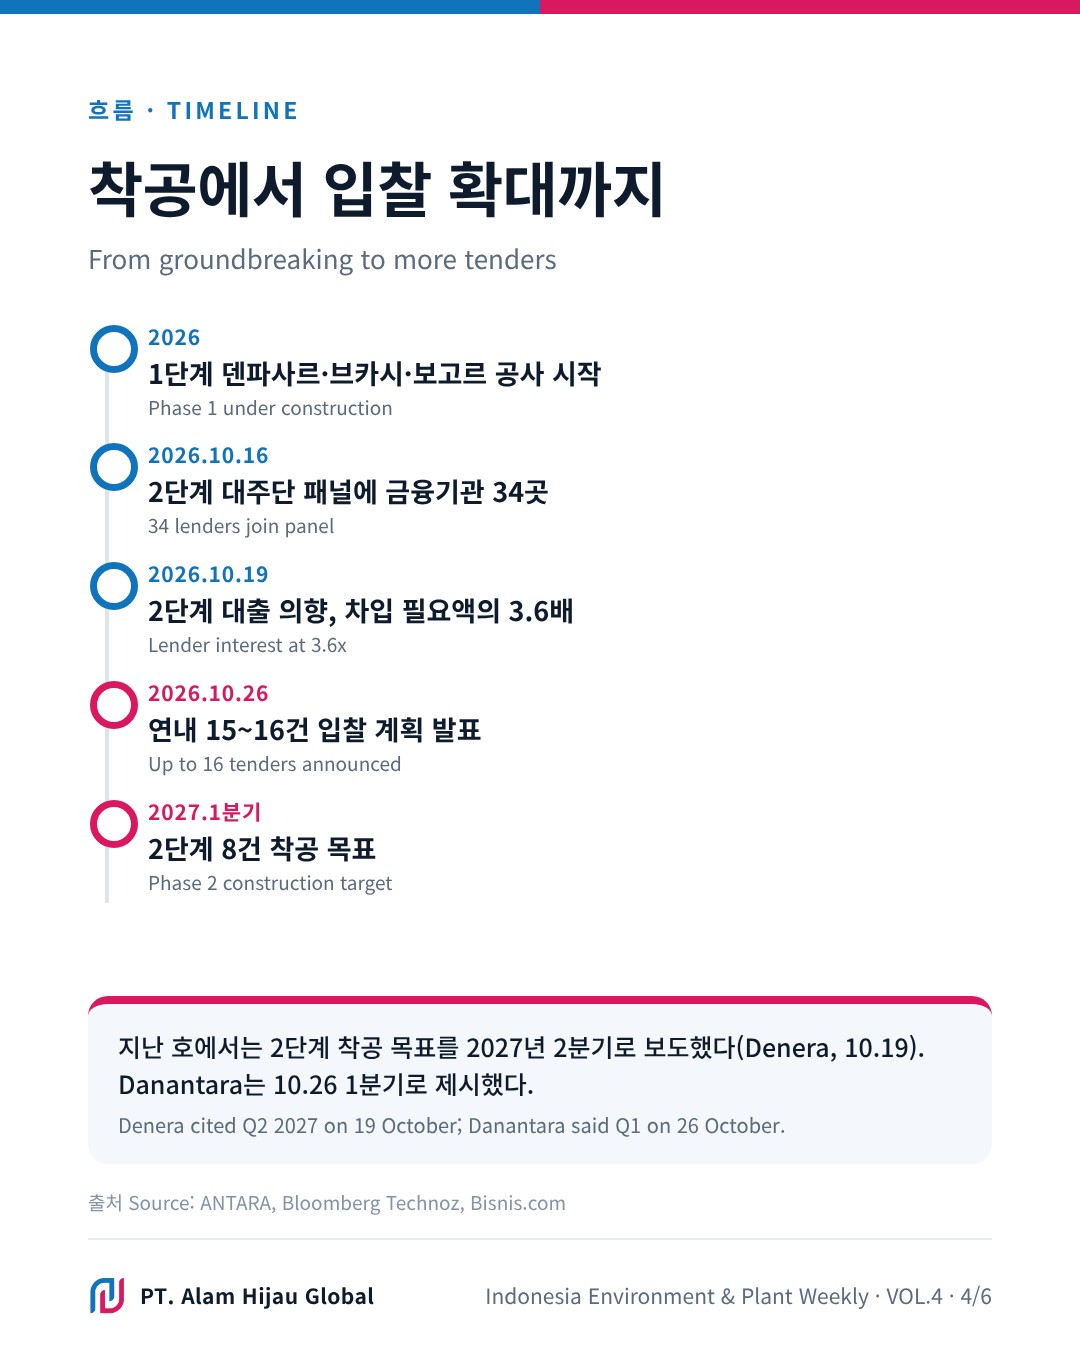 흐름 · TIMELINE
착공에서 입찰 확대까지
From groundbreaking to more tenders
2026
1단계 덴파사르·브카시·보고르 공사 시작
Phase 1 under construction
2026.10.16
2단계 대주단 패널에 금융기관 34곳
34 lenders join panel
2026.10.19
2단계 대출 의향, 차입 필요액의 3.6배
Lender interest at 3.6x
2026.10.26
연내 15~16건 입찰 계획 발표
Up to 16 tenders announced
2027.1분기
2단계 8건 착공 목표
Phase 2 construction target
지난 호에서는 2단계 착공 목표를 2027년 2분기로 보도했다(Denera, 10.19).
Danantara는 10.26 1분기로 제시했다.
Denera cited Q2 2027 on 19 October; Danantara said Q1 on 26 October.
출처 Source: ANTARA, Bloomberg Technoz, Bisnis.com
PT. Alam Hijau Global
Indonesia Environment & Plant Weekly · VOL.4 · 4/6